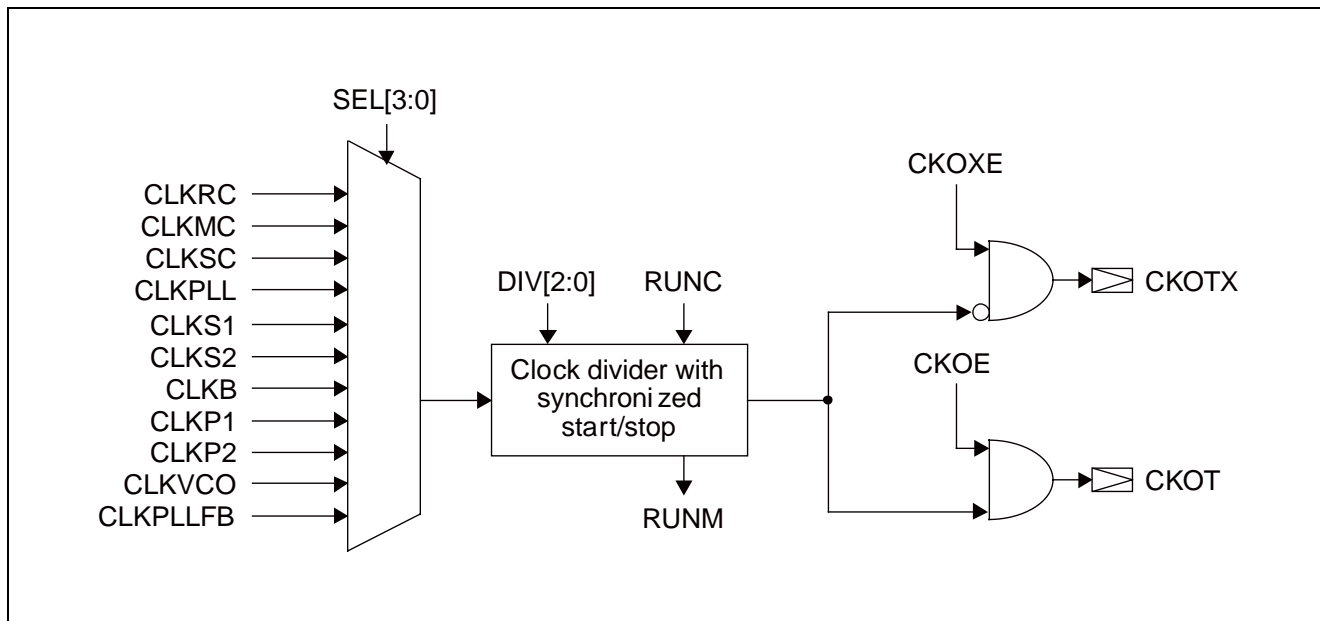 SEL[3:0]
CLKRC
CLKMC
CLKSC
CLKPLL
CLKS1
CLKS2
CLKB
CLKP1
CLKP2
CLKVCO
CLKPLLFB
DIV[2:0]
RUNC
Clock divider with
synchroni zed
start/stop
RUNM
CKOXE
CKOTX
CKOE
CKOT